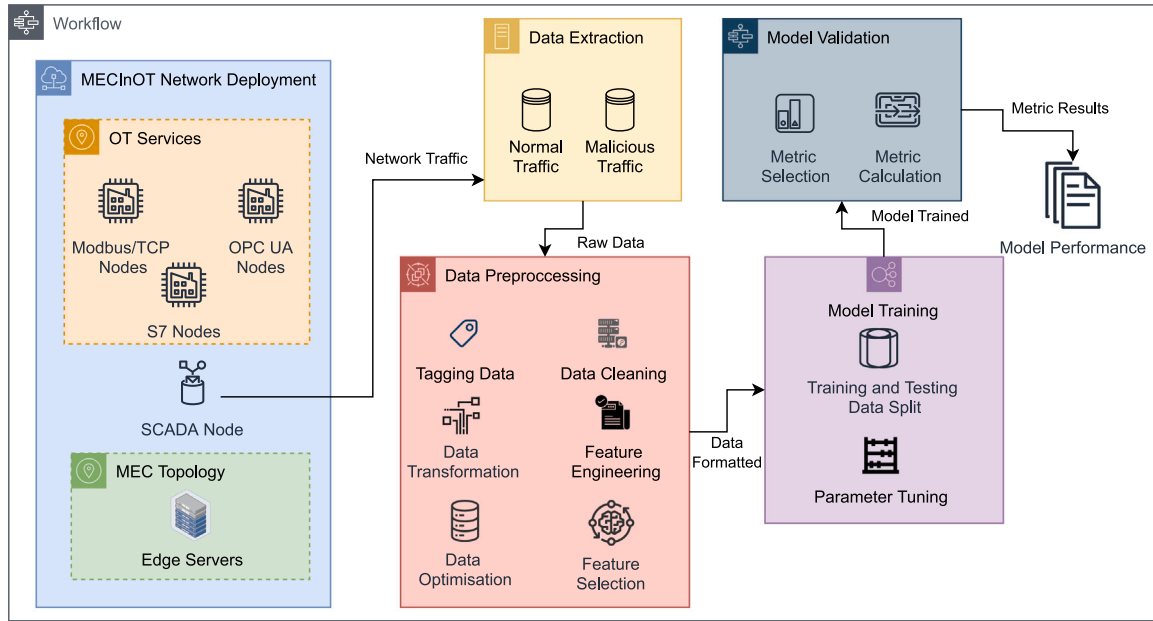 Workflow
MECInOT Network Deployment
OT Services
Modbus/TCP
Nodes
OPC UA
Nodes
S7 Nodes
SCADA Node
MEC Topology
Edge Servers
Network Traffic
Data Extraction
Normal
Traffic
Malicious
Traffic
Raw Data
Data Preproccessing
Tagging Data
Data Cleaning
Data
Transformation
Feature
Engineering
Data
Optimisation
Feature
Selection
Data
Formatted
Model Training
Training and Testing
Data Split
Parameter Tuning
Model Trained
Model Validation
Metric
Selection
Metric
Calculation
Metric Results
Model Performance